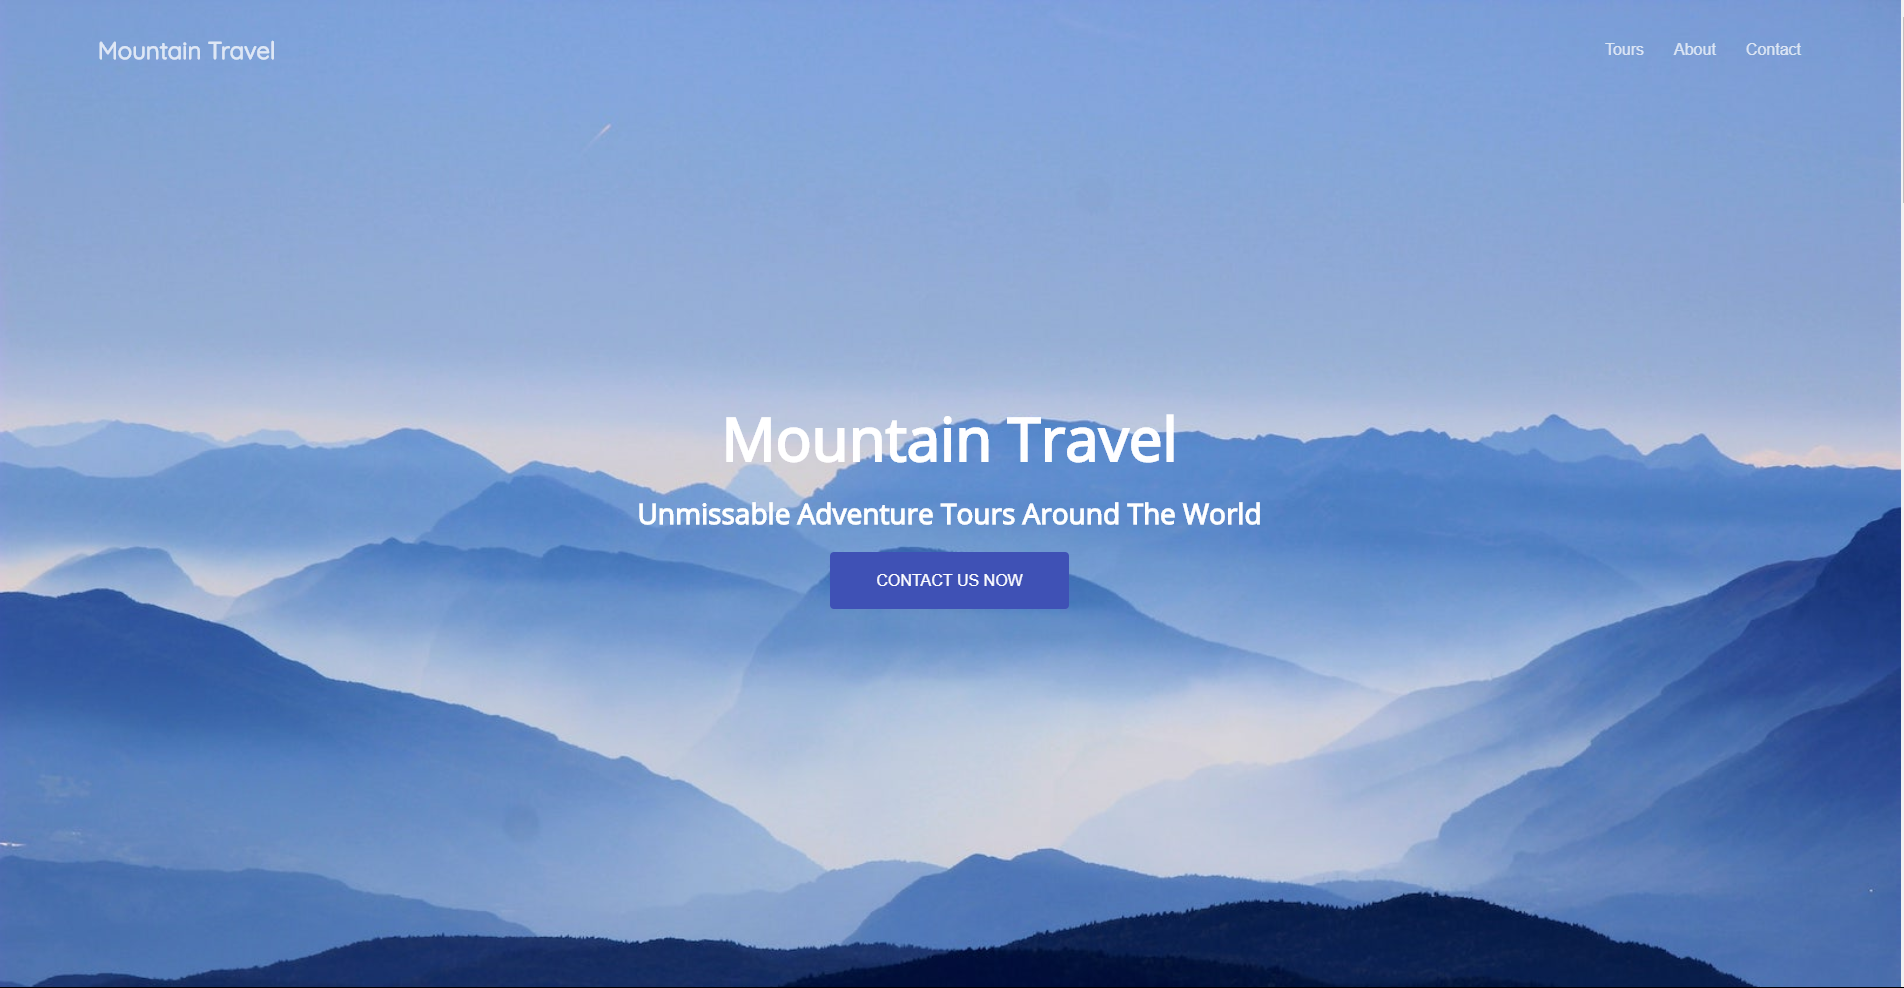 Mountain Travel
Tours About Contact
Mountain Travel
Unmissable Adventure Tours Around The World
CONTACT US NOW